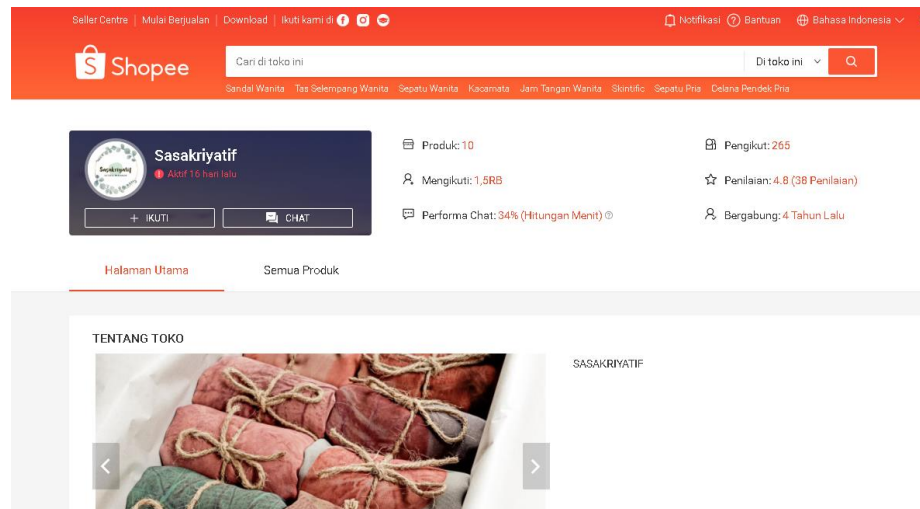 Seller Centre | Mulai Berjualan | Download | Ikuti kami di
Notifikasi Bantuan Bahasa Indonesia
Shopee
Cari di toko ini Di toko ini
Sandal Wanita Tas Selempang Wanita Sepatu Wanita Kacamata Jam Tangan Wanita Skintific Sepatu Pria Celana Pendek Pria
Sasakriyatif
Aktif 16 hari lalu
+ IKUTI CHAT
Produk: 10
Pengikut: 265
Mengikuti: 1,5RB
Penilaian: 4.8 (38 Penilaian)
Performa Chat: 34% (Hitungan Menit)
Bergabung: 4 Tahun Lalu
Halaman Utama Semua Produk
TENTANG TOKO
SASAKRIYATIF